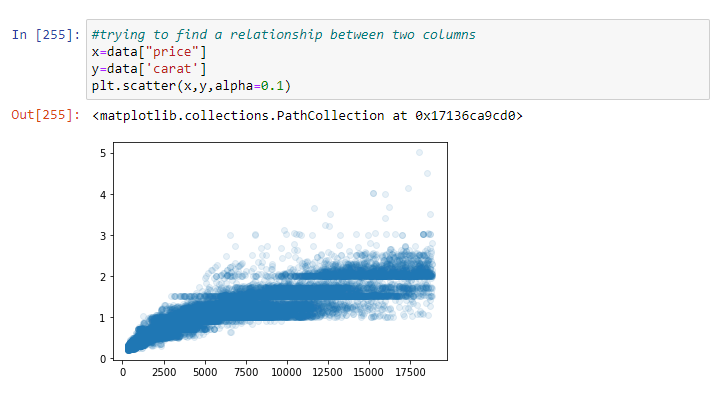 In [255]: #trying to find a relationship between two columns
x=data["price"]
y=data['carat']
plt.scatter(x,y,alpha=0.1)
Out[255]: <matplotlib.collections.PathCollection at 0x17136ca9cd0>
5
4
3
2
1
0
0 2500 5000 7500 10000 12500 15000 17500